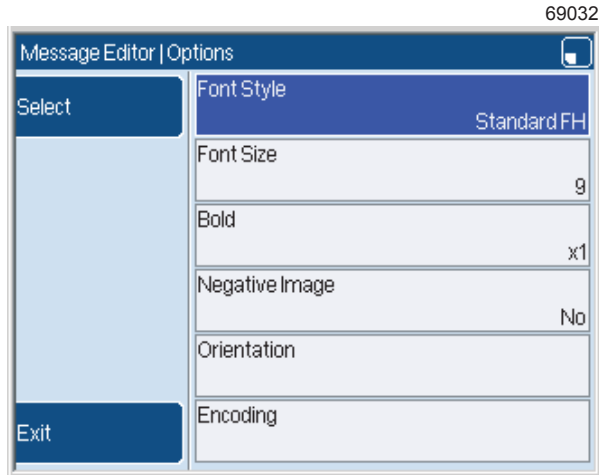 69032
Message Editor | Options
Select
Font Style
Standard FH
Font Size
9
Bold
x1
Negative Image
No
Orientation
Encoding
Exit